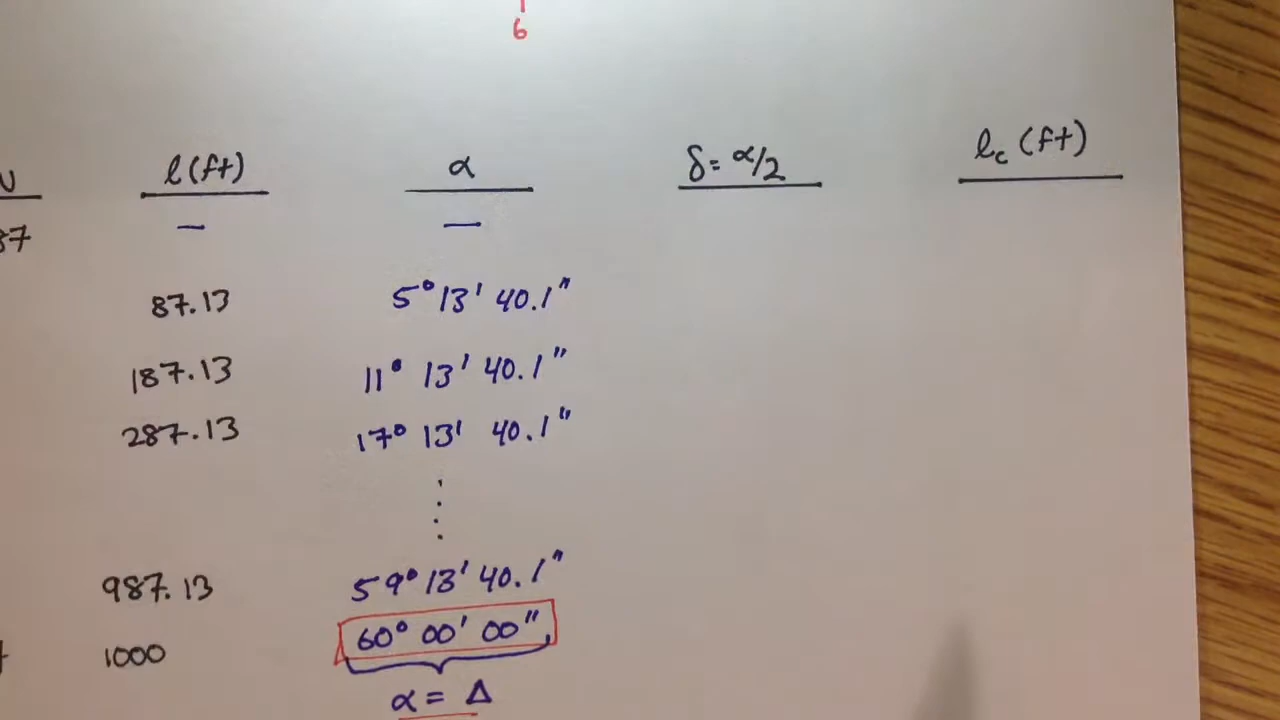 6
l(ft) α δ = α/2 lc (ft)
— —
87.13 5° 13' 40.1"
187.13 11° 13' 40.1"
287.13 17° 13' 40.1"
987.13 59° 13' 40.1"
1000 60° 00' 00"
α = Δ